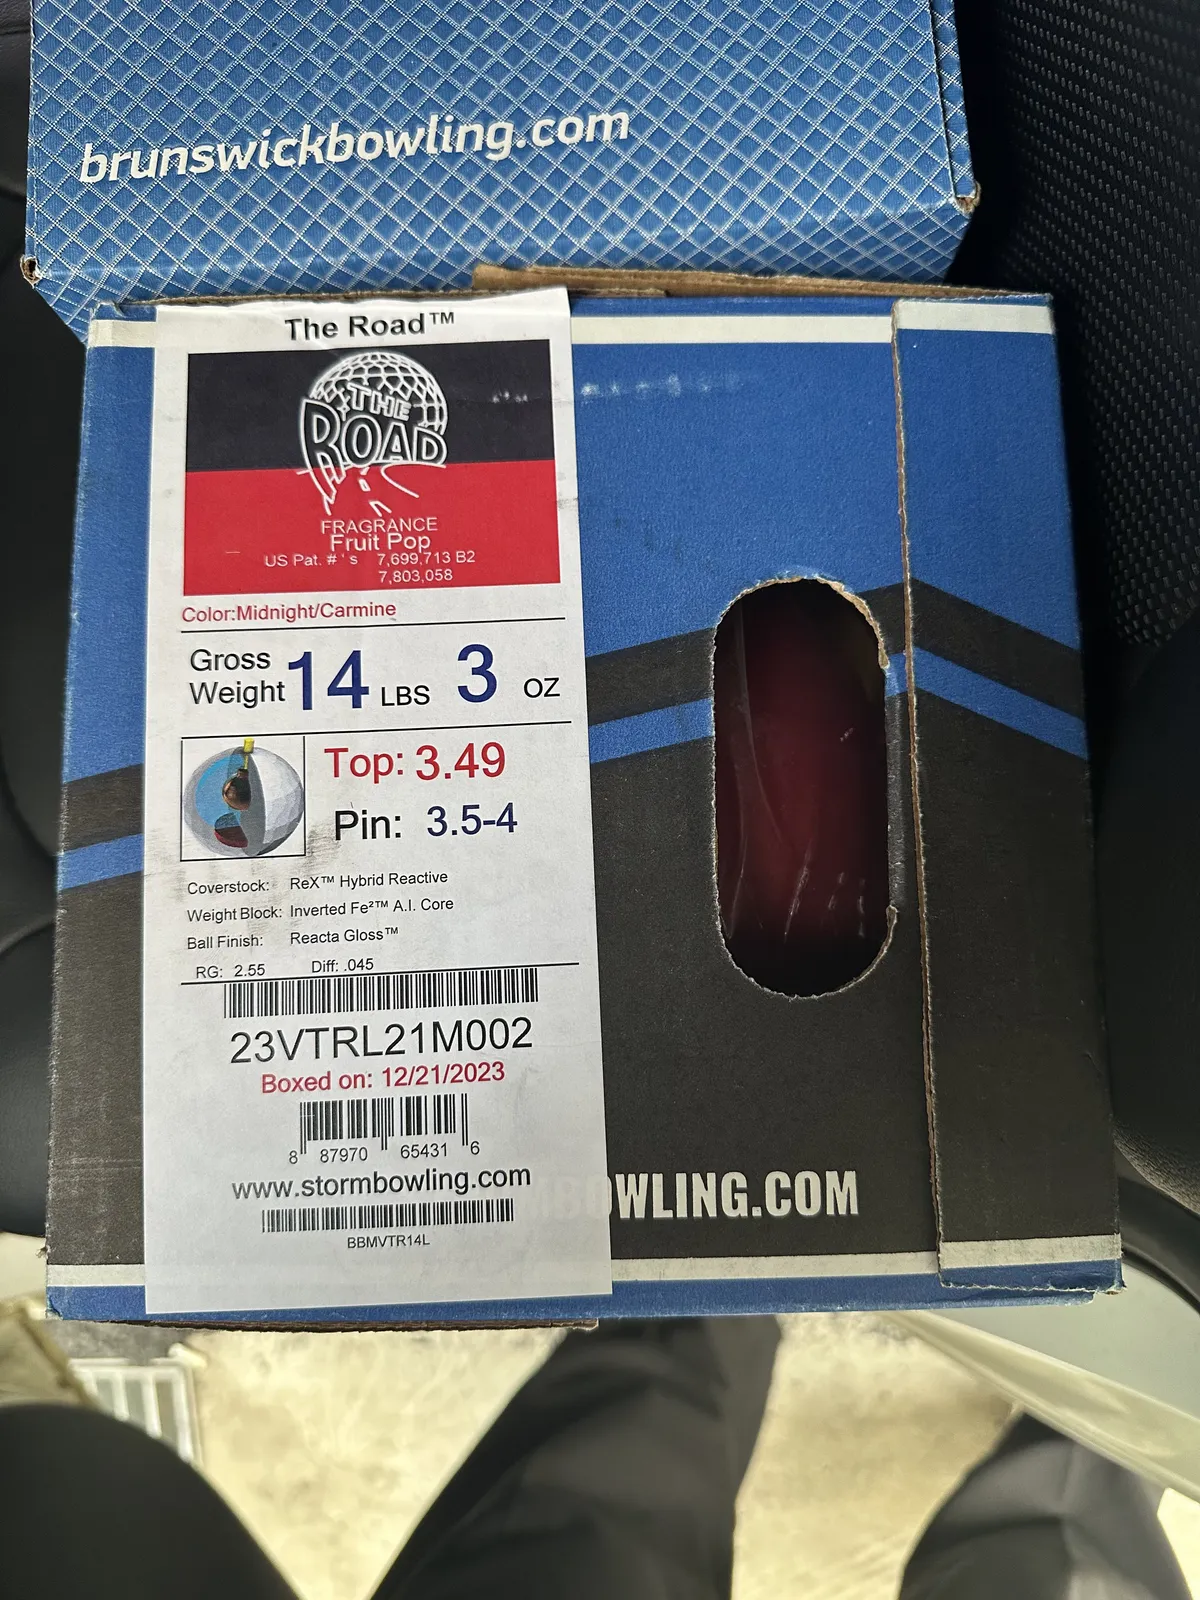 brunswickbowling.com
The Road™
THE
ROAD
FRAGRANCE
Fruit Pop
US Pat. #'s 7,699,713 B2
7,803,058
Color:Midnight/Carmine
Gross
Weight 14 LBS 3 OZ
Top: 3.49
Pin: 3.5-4
Coverstock: ReX™ Hybrid Reactive
Weight Block: Inverted Fe²™ A.I. Core
Ball Finish: Reacta Gloss™
RG: 2.55 Diff: .045
23VTRL21M002
Boxed on: 12/21/2023
8 87970 65431 6
www.stormbowling.com
BBMVTR14L
BOWLING.COM